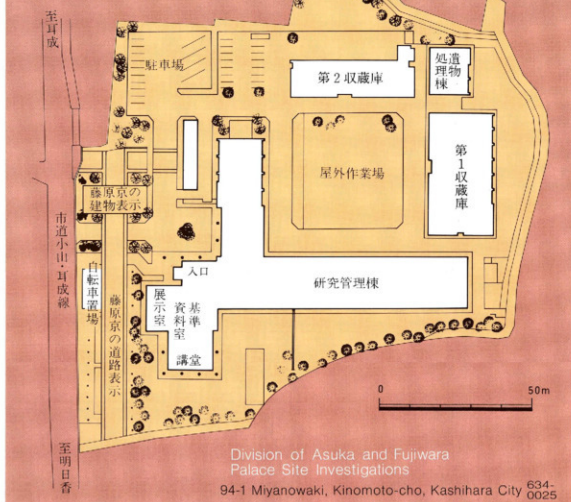 至耳成
駐車場
第2収蔵庫
遺物
処理棟
第1収蔵庫
屋外作業場
藤原京の
建物表示
市道小山・耳成線
自転車置場
藤原京の道路表示
入口
展示室
基準
資料室
講堂
研究管理棟
0 50m
至明日香
Division of Asuka and Fujiwara
Palace Site Investigations
94-1 Miyanowaki, Kinomoto-cho, Kashihara City 634-
0025